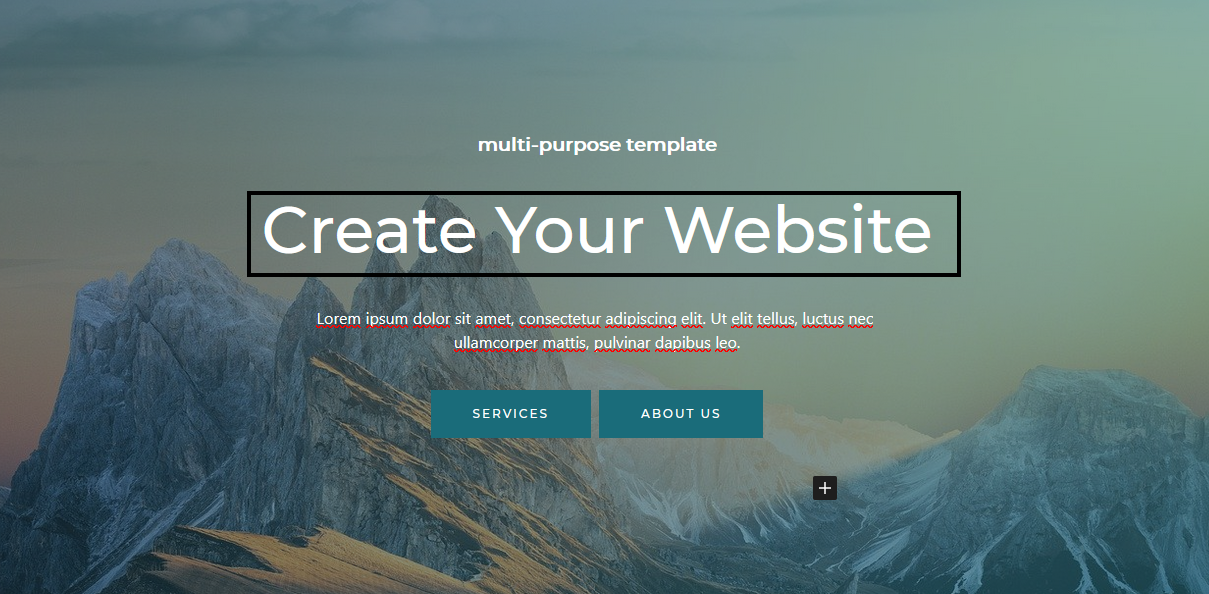 multi-purpose template
Create Your Website
Lorem ipsum dolor sit amet, consectetur adipiscing elit. Ut elit tellus, luctus nec
ullamcorper mattis, pulvinar dapibus leo.
SERVICES ABOUT US